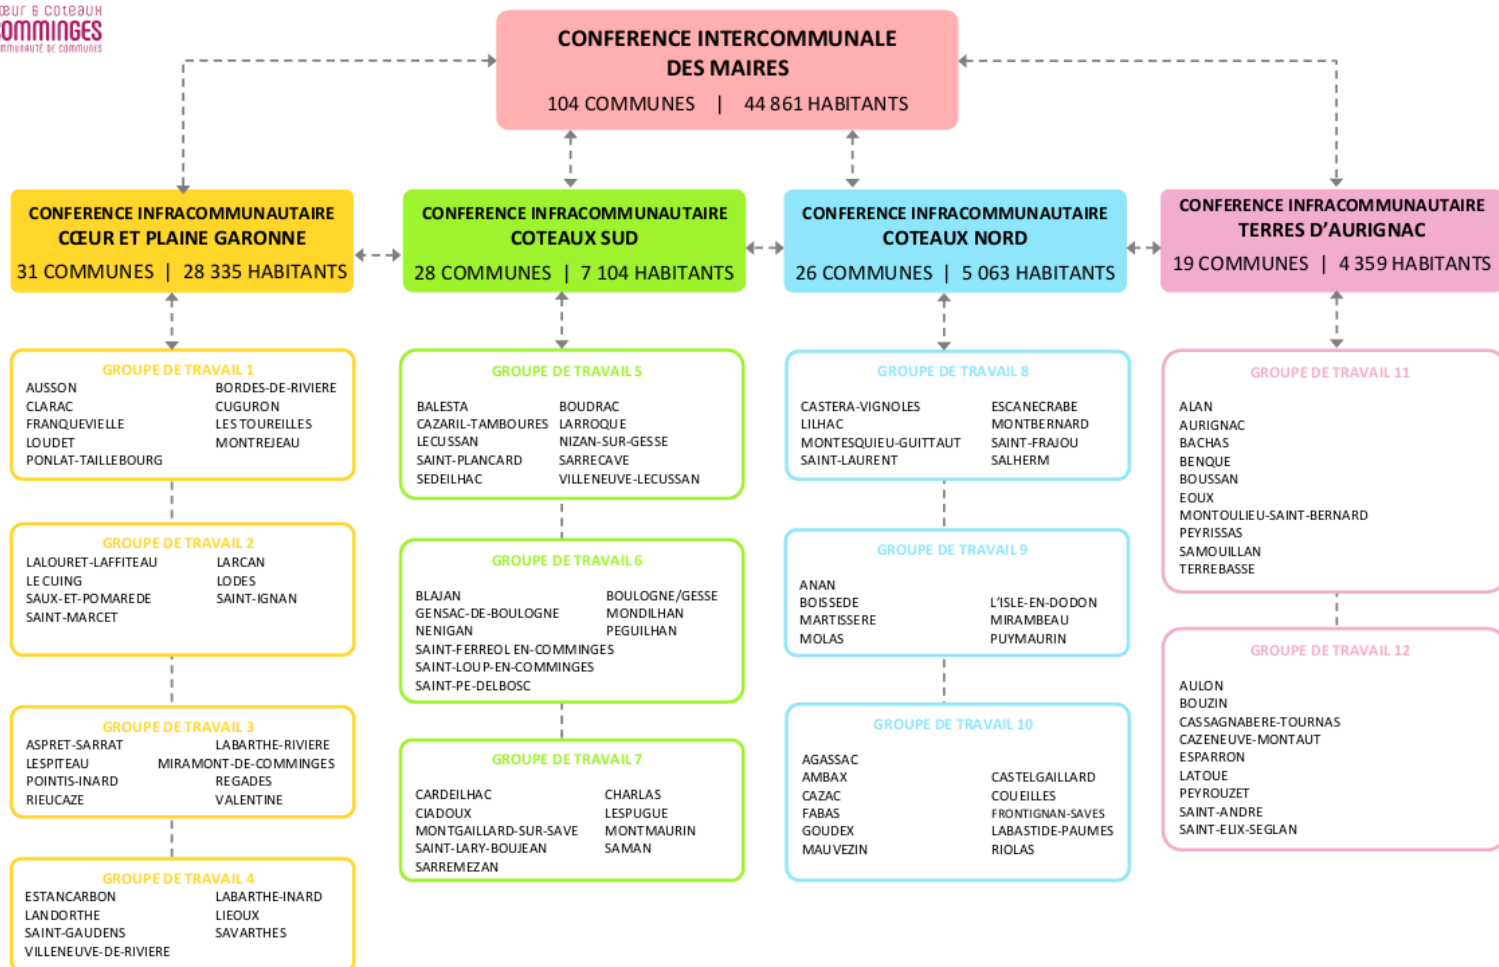 CŒUR & COTEAUX
COMMINGES
COMMUNAUTÉ DE COMMUNES
CONFERENCE INTERCOMMUNALE
DES MAIRES
104 COMMUNES | 44 861 HABITANTS
CONFERENCE INFRACOMMUNAUTAIRE
CŒUR ET PLAINE GARONNE
31 COMMUNES | 28 335 HABITANTS
GROUPE DE TRAVAIL 1
AUSSON BORDES-DE-RIVIERE
CLARAC CUGURON
FRANQUEVIELLE LES TOUREILLES
LOUDET MONTREJEAU
PONLAT-TAILLEBOURG
GROUPE DE TRAVAIL 2
LALOURET-LAFFITEAU LARCAN
LE CUING LODES
SAUX-ET-POMAREDE SAINT-IGNAN
SAINT-MARCET
GROUPE DE TRAVAIL 3
ASPRET-SARRAT LABARTHE-RIVIERE
LESPITEAU MIRAMONT-DE-COMMINGES
POINTIS-INARD REGADES
RIEUCAZE VALENTINE
GROUPE DE TRAVAIL 4
ESTANCARBON LABARTHE-INARD
LANDORTHE LIEOUX
SAINT-GAUDENS SAVARTHES
VILLENEUVE-DE-RIVIERE
CONFERENCE INFRACOMMUNAUTAIRE
COTEAUX SUD
28 COMMUNES | 7 104 HABITANTS
GROUPE DE TRAVAIL 5
BALESTA BOUDRAC
CAZARIL-TAMBOURES LARROQUE
LECUSSAN NIZAN-SUR-GESSE
SAINT-PLANCARD SARRECAVE
SEDEILHAC VILLENEUVE-LECUSSAN
GROUPE DE TRAVAIL 6
BLAJAN BOULOGNE/GESSE
GENSAC-DE-BOULOGNE MONDILHAN
NENIGAN PEGUILHAN
SAINT-FERREOL EN-COMMINGES
SAINT-LOUP-EN-COMMINGES
SAINT-PE-DELBOSC
GROUPE DE TRAVAIL 7
CARDEILHAC CHARLAS
CIADOUX LESPUGUE
MONTGAILLARD-SUR-SAVE MONTMAURIN
SAINT-LARY-BOUJEAN SAMAN
SARREMEZAN
CONFERENCE INFRACOMMUNAUTAIRE
COTEAUX NORD
26 COMMUNES | 5 063 HABITANTS
GROUPE DE TRAVAIL 8
CASTERA-VIGNOLES ESCANECRABE
LILHAC MONTBERNARD
MONTESQUIEU-GUITTAUT SAINT-FRAJOU
SAINT-LAURENT SALHERM
GROUPE DE TRAVAIL 9
ANAN
BOISSEDE L'ISLE-EN-DODON
MARTISSERE MIRAMBEAU
MOLAS PUYMAURIN
GROUPE DE TRAVAIL 10
AGASSAC
AMBAX CASTELGAILLARD
CAZAC COUEILLES
FABAS FRONTIGNAN-SAVES
GOUDEX LABASTIDE-PAUMES
MAUVEZIN RIOLAS
CONFERENCE INFRACOMMUNAUTAIRE
TERRES D'AURIGNAC
19 COMMUNES | 4 359 HABITANTS
GROUPE DE TRAVAIL 11
ALAN
AURIGNAC
BACHAS
BENQUE
BOUSSAN
EOUX
MONTOULIEU-SAINT-BERNARD
PEYRISSAS
SAMOUILLAN
TERREBASSE
GROUPE DE TRAVAIL 12
AULON
BOUZIN
CASSAGNABERE-TOURNAS
CAZENEUVE-MONTAUT
ESPARRON
LATOUE
PEYROUZET
SAINT-ANDRE
SAINT-ELIX-SEGLAN